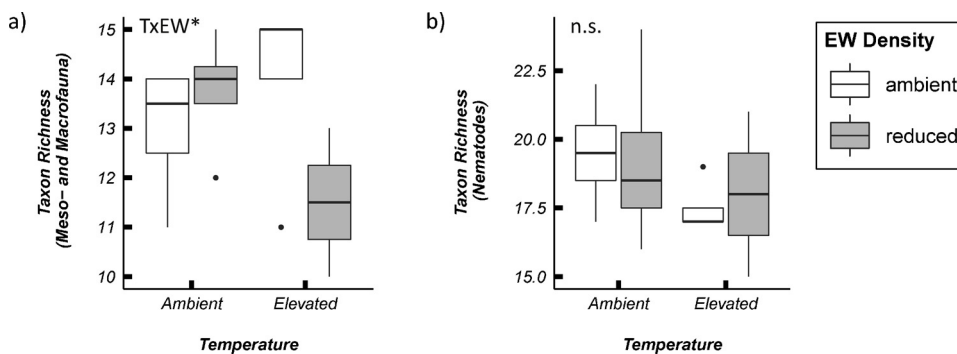 a)
TxEW*
Taxon Richness
(Meso- and Macrofauna)
15
14
13
12
11
10
Ambient
Elevated
Temperature
b)
n.s.
Taxon Richness
(Nematodes)
22.5
20.0
17.5
15.0
Ambient
Elevated
Temperature
EW Density
ambient
reduced